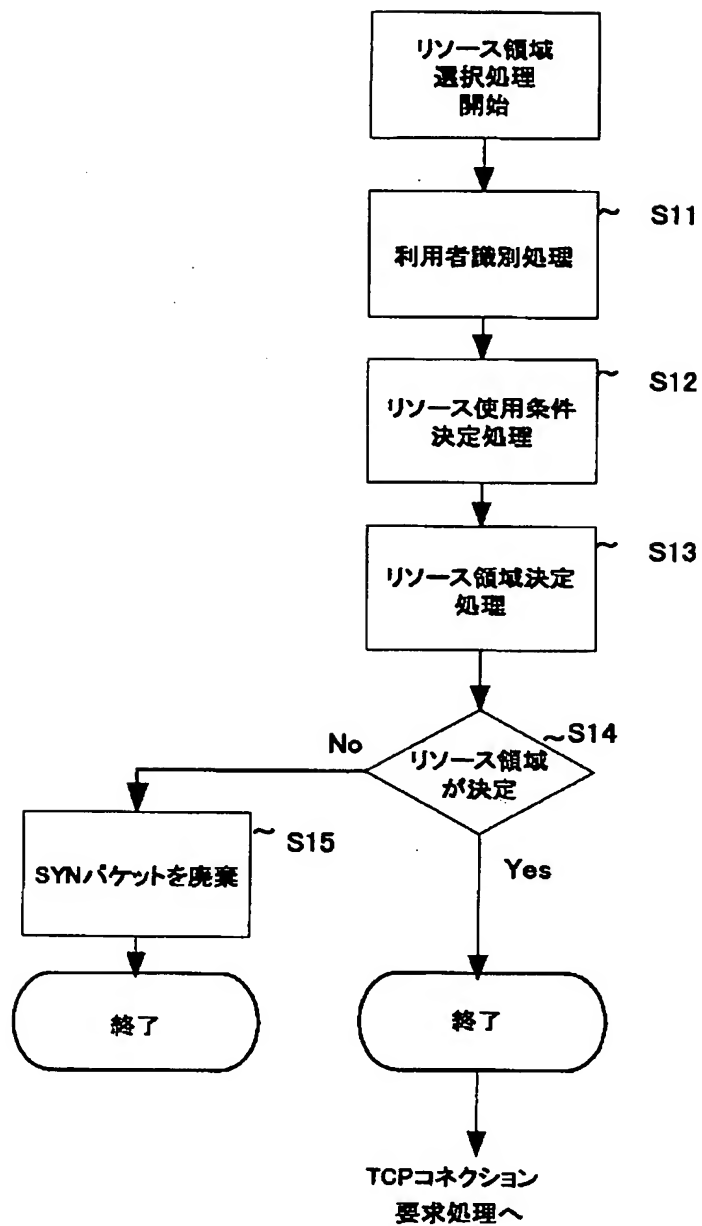 リソース領域
選択処理
開始
S11
利用者識別処理
S12
リソース使用条件
決定処理
S13
リソース領域決定
処理
S14
リソース領域
が決定
No
Yes
S15
SYNパケットを廃棄
終了
終了
TCPコネクション
要求処理へ